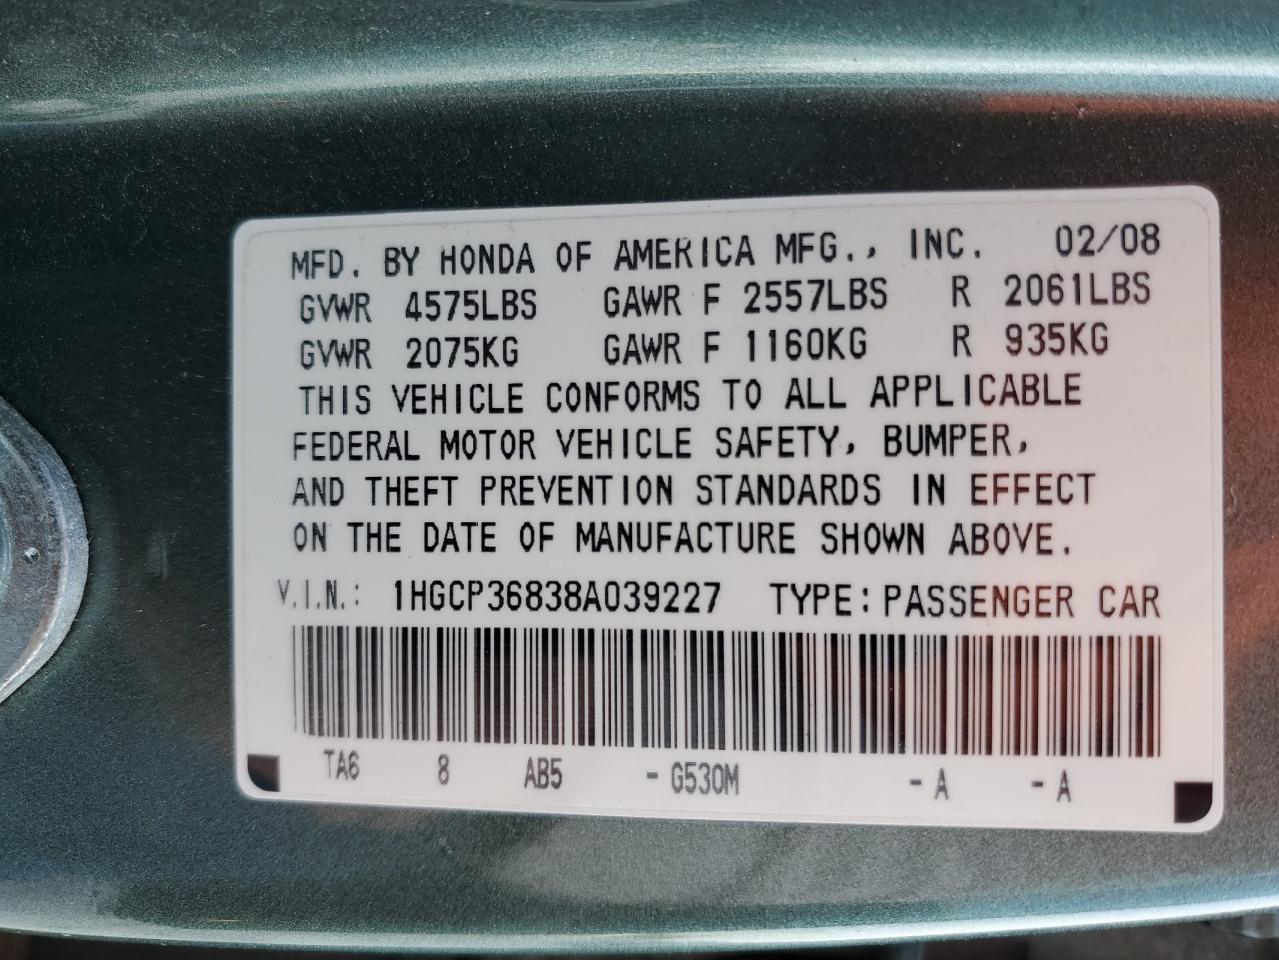 MFD. BY HONDA OF AMERICA MFG., INC. 02/08
GVWR 4575LBS GAWR F 2557LBS R 2061LBS
GVWR 2075KG GAWR F 1160KG R 935KG
THIS VEHICLE CONFORMS TO ALL APPLICABLE
FEDERAL MOTOR VEHICLE SAFETY, BUMPER,
AND THEFT PREVENTION STANDARDS IN EFFECT
ON THE DATE OF MANUFACTURE SHOWN ABOVE.
V.I.N.: 1HGCP36838A039227 TYPE: PASSENGER CAR
TA6 8 AB5 - G530M - A - A